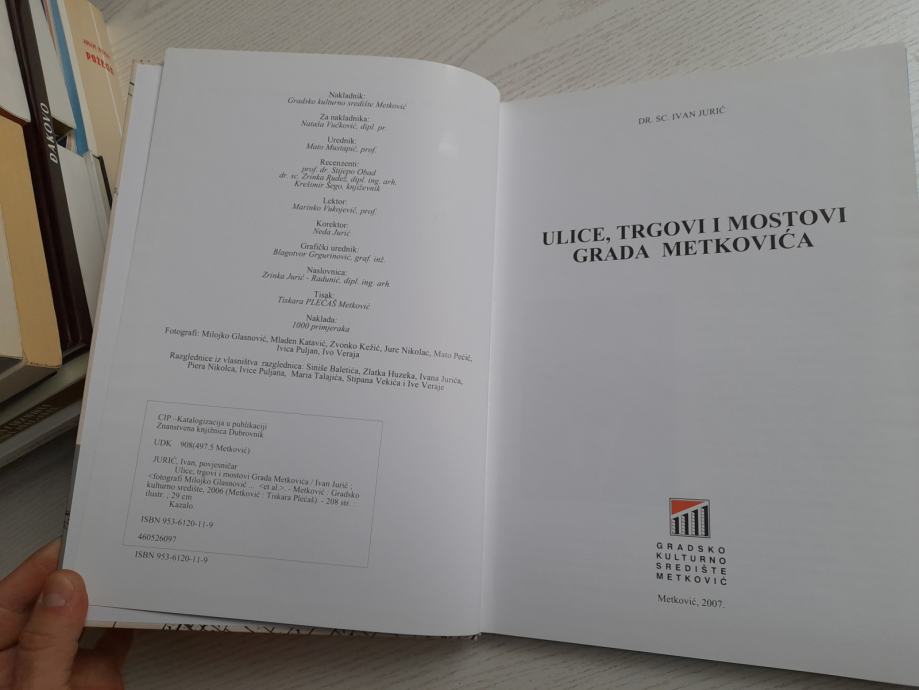 ĐAKOVO
Nakladnik:
Gradsko kulturno središte Metković
Za nakladnika:
Nataša Vučković, dipl. pr.
Urednik:
Mato Mustapić, prof.
Recenzenti:
prof. dr. Stijepo Obad
dr. sc. Zrinka Rudež, dipl. ing. arh.
Krešimir Šego, književnik
Lektor:
Marinko Vukojević, prof.
Korektor:
Neda Jurić
Grafički urednik:
Blagotvor Grgurinović, graf. inž.
Naslovnica:
Zrinka Jurić - Radunić, dipl. ing. arh.
Tisak:
Tiskara PLEĆAŠ Metković
Naklada:
1000 primjeraka
Fotografi: Milojko Glasnović, Mladen Katavić, Zvonko Kežić, Jure Nikolac, Mato Pećić,
Ivica Puljan, Ivo Veraja
Razglednice iz vlasništva razglednica: Siniše Baletića, Zlatka Huzeka, Ivana Jurića,
Piera Nikolca, Ivice Puljana, Maria Talajića, Stipana Vekića i Ive Veraje
CIP –Katalogizacija u publikaciji
Znanstvena knjižnica Dubrovnik
UDK 908(497.5 Metković)
JURIĆ, Ivan, povjesničar
Ulice, trgovi i mostovi Grada Metkovića / Ivan Jurić ;
<fotografi Milojko Glasnović ... <et al.>. - Metković : Gradsko
kulturno središte, 2006 (Metković : Tiskara Plećaš). - 208 str. :
ilustr. ; 29 cm
Kazalo.
ISBN 953-6120-11-9
460526097
ISBN 953-6120-11-9
DR. SC. IVAN JURIĆ
ULICE, TRGOVI I MOSTOVI
GRADA METKOVIĆA
GRADSKO
KULTURNO
SREDIŠTE
METKOVIĆ
Metković, 2007.